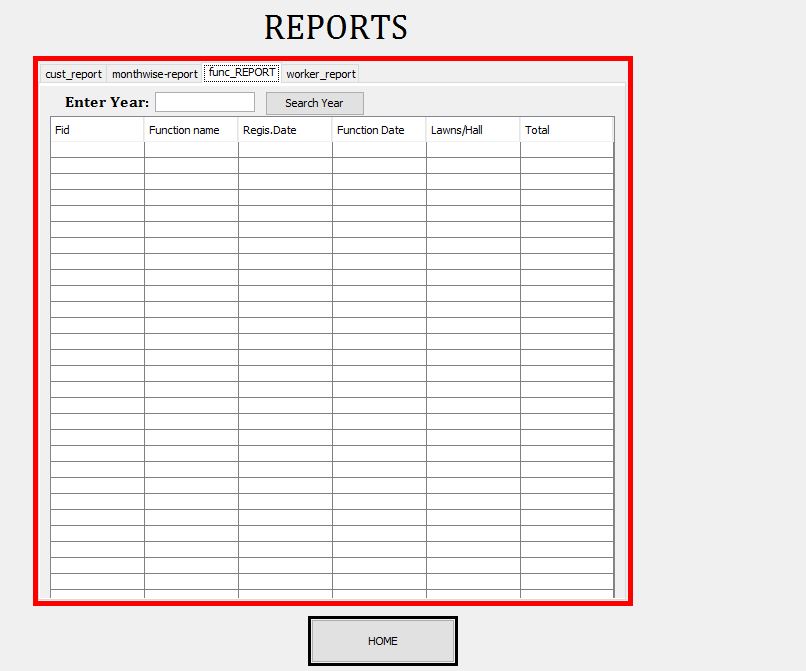 REPORTS
cust_report monthwise-report func_REPORT worker_report
Enter Year: Search Year
Fid Function name Regis.Date Function Date Lawns/Hall Total
HOME